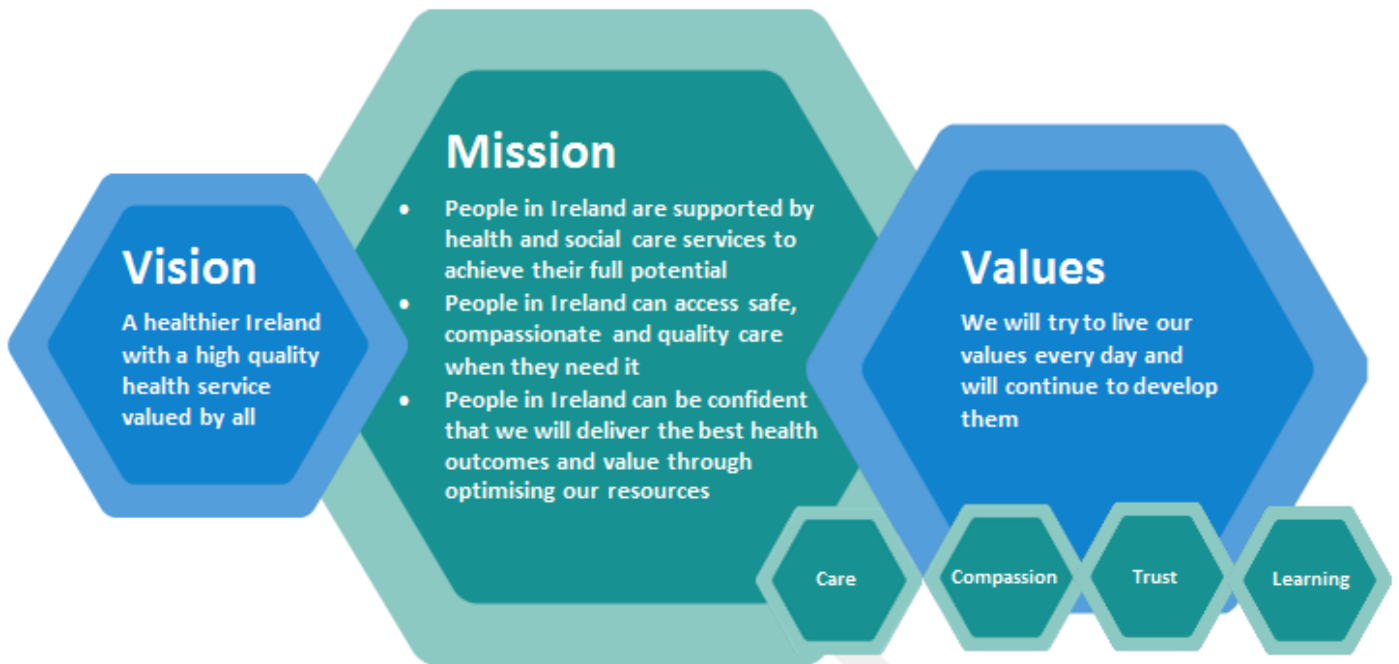 Vision
A healthier Ireland
with a high quality
health service
valued by all
Mission
• People in Ireland are supported by
health and social care services to
achieve their full potential
• People in Ireland can access safe,
compassionate and quality care
when they need it
• People in Ireland can be confident
that we will deliver the best health
outcomes and value through
optimising our resources
Values
We will try to live our
values every day and
will continue to develop
them
Care
Compassion
Trust
Learning